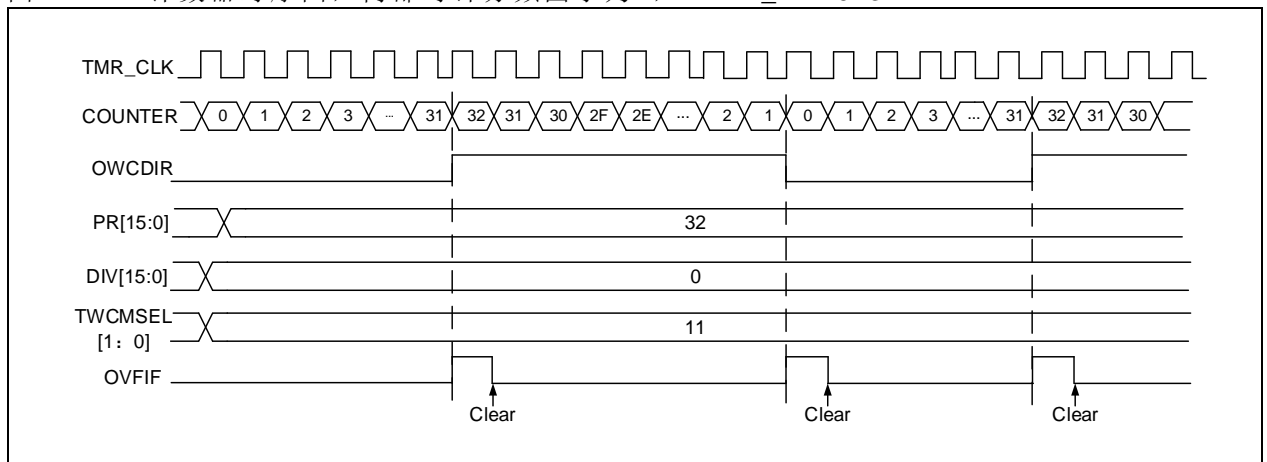 TMR_CLK
COUNTER 0 1 2 3 ... 31 32 31 30 2F 2E ... 2 1 0 1 2 3 ... 31 32 31 30
OWCDIR
PR[15:0] 32
DIV[15:0] 0
TWCMSEL
[1：0] 11
OVFIF
Clear Clear Clear